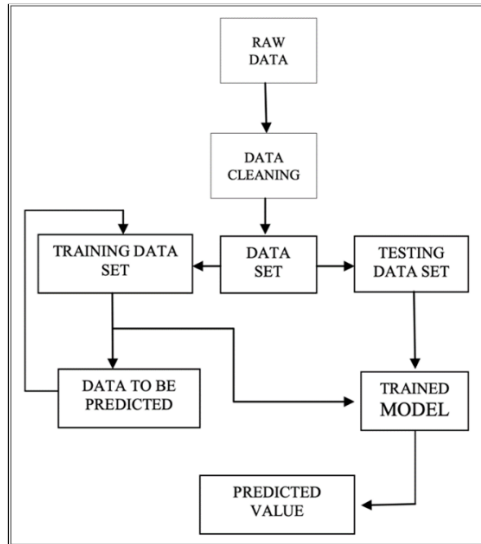 RAW
DATA
DATA
CLEANING
TRAINING DATA
SET
DATA
SET
TESTING
DATA SET
DATA TO BE
PREDICTED
TRAINED
MODEL
PREDICTED
VALUE